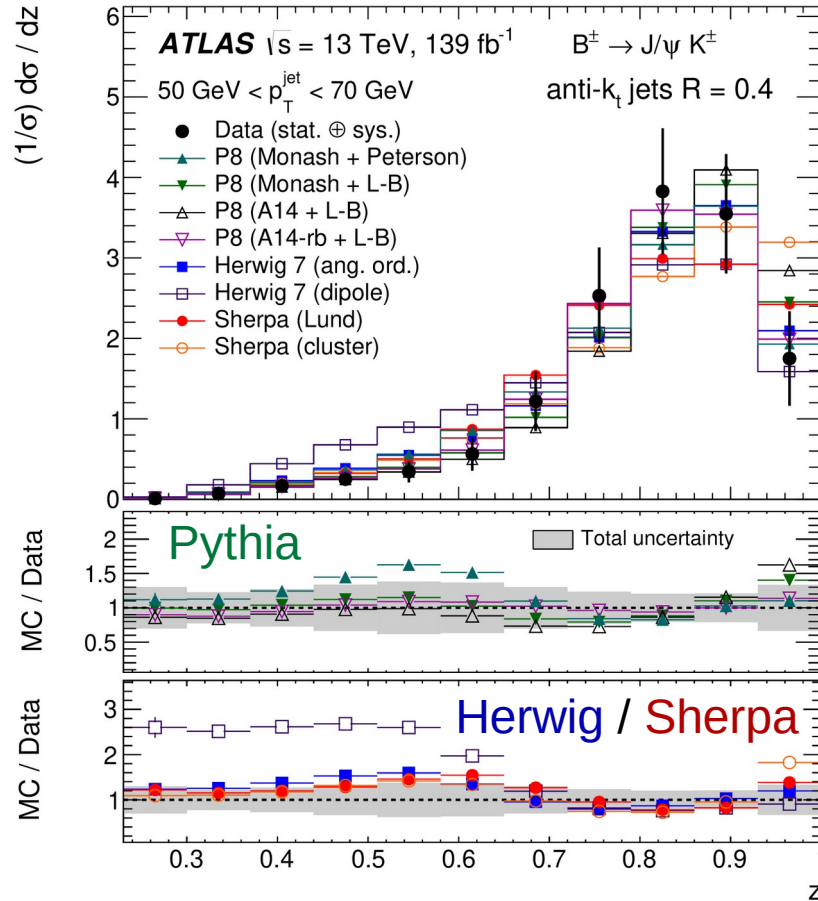 (1/σ) dσ / dz
6
5
4
3
2
1
0
ATLAS √s = 13 TeV, 139 fb⁻¹
B± → J/ψ K±
50 GeV < p_T^jet < 70 GeV
anti-k_t jets R = 0.4
Data (stat. ⊕ sys.)
P8 (Monash + Peterson)
P8 (Monash + L-B)
P8 (A14 + L-B)
P8 (A14-rb + L-B)
Herwig 7 (ang. ord.)
Herwig 7 (dipole)
Sherpa (Lund)
Sherpa (cluster)
MC / Data
2
1.5
1
0.5
Pythia
Total uncertainty
MC / Data
3
2
1
Herwig / Sherpa
0.3 0.4 0.5 0.6 0.7 0.8 0.9
z